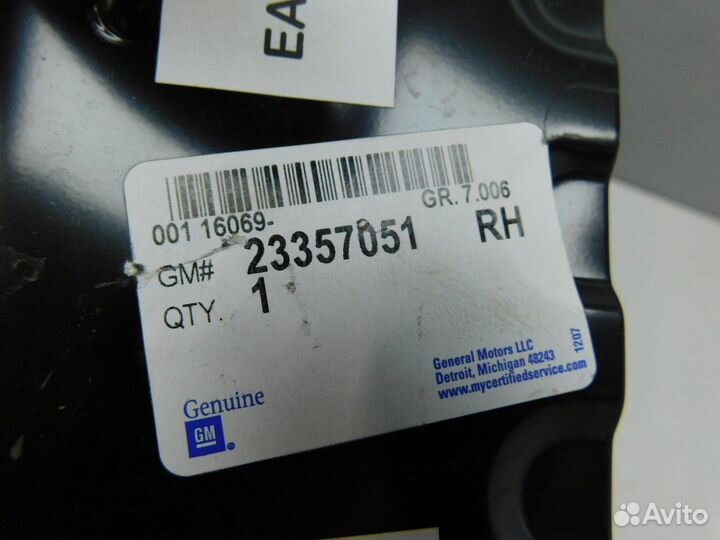 EA
001 16069-
GR. 7.006
GM# 23357051 RH
QTY. 1
General Motors LLC
Detroit, Michigan 48243
www.mycertifiedservice.com
1207
Genuine
GM
Avito